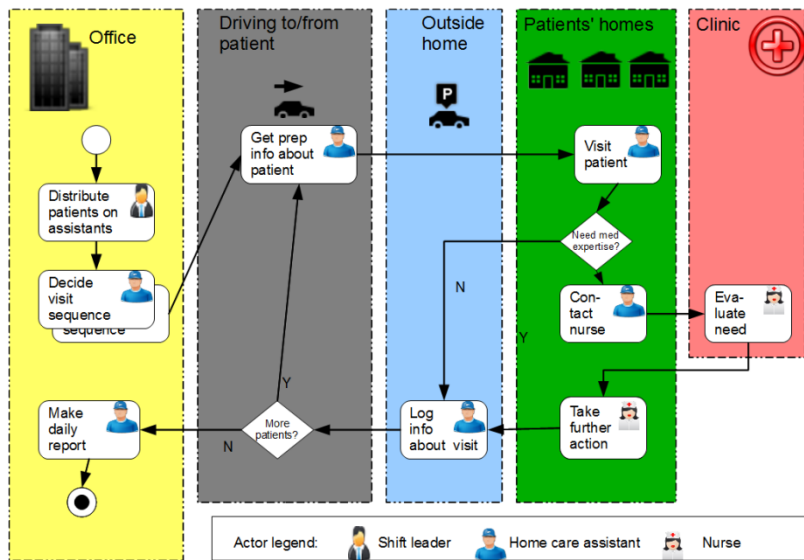 Office
Driving to/from
patient
Outside
home
Patients' homes
Clinic
P
Get prep
info about
patient
Visit
patient
Distribute
patients on
assistants
Need med
expertise?
Decide
visit
sequence
sequence
N
Con-
tact
nurse
Eva-
luate
need
Y
Y
Make
daily
report
More
patients?
N
Log
info
about visit
Take
further
action
Actor legend:
Shift leader
Home care assistant
Nurse